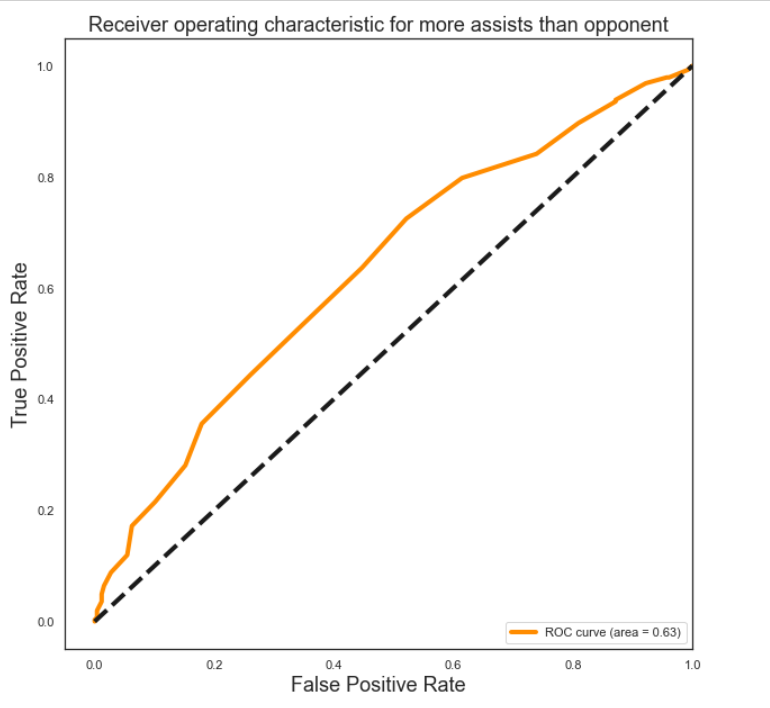 Receiver operating characteristic for more assists than opponent
1.0
0.8
0.6
0.4
0.2
0.0
True Positive Rate
0.0 0.2 0.4 0.6 0.8 1.0
False Positive Rate
ROC curve (area = 0.63)